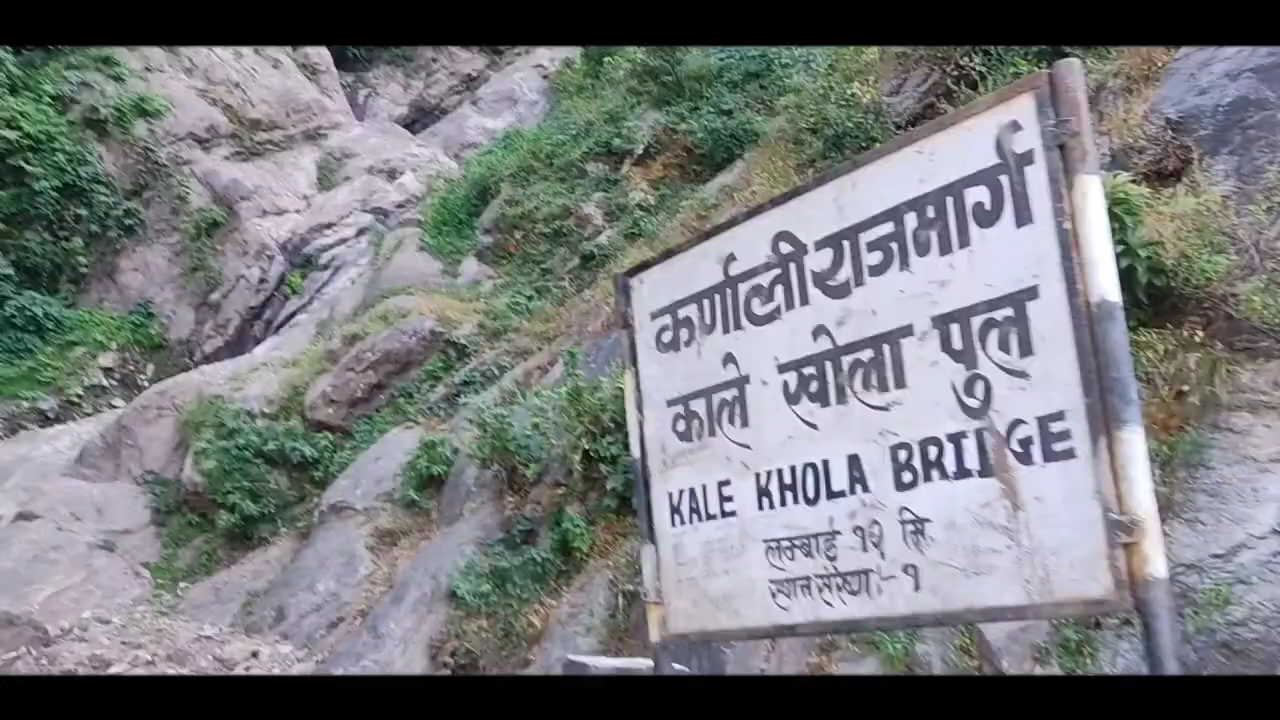 कर्णाली राजमार्ग
काले खोला पुल
KALE KHOLA BRIDGE
लम्बाई १२ मि.
स्पान संख्या :- १